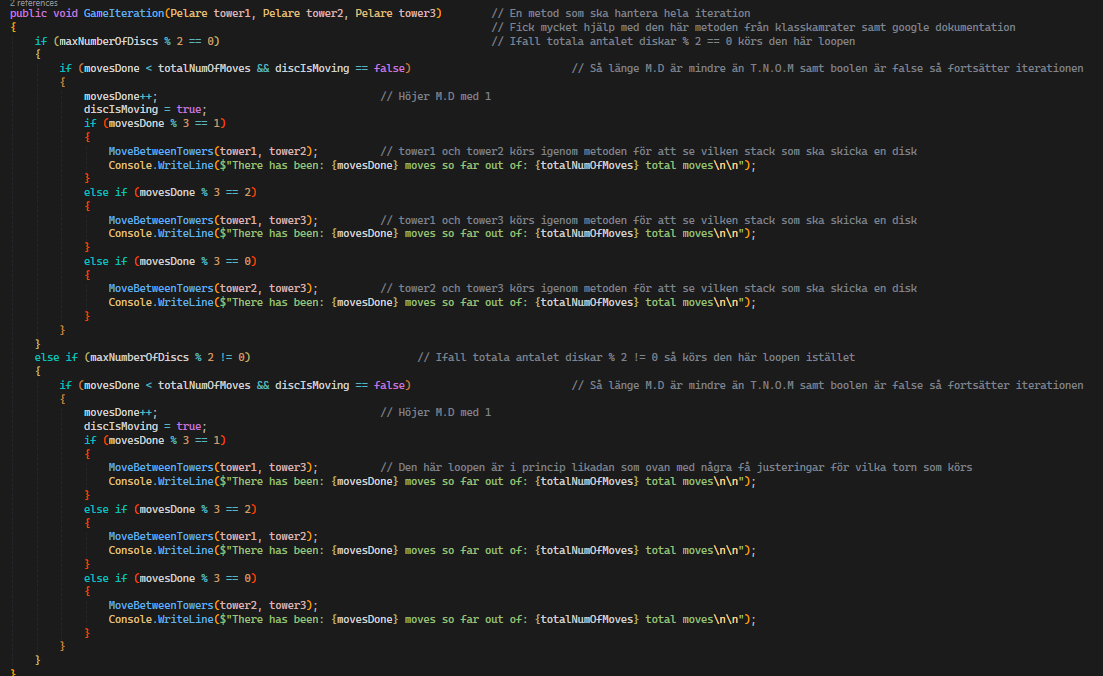 2 references
public void GameIteration(Pelare tower1, Pelare tower2, Pelare tower3) // En metod som ska hantera hela iteration
{ // Fick mycket hjälp med den här metoden från klasskamrater samt google dokumentation
if (maxNumberOfDiscs % 2 == 0) // Ifall totala antalet diskar % 2 == 0 körs den här loopen
{
if (movesDone < totalNumOfMoves && discIsMoving == false) // Så länge M.D är mindre än T.N.O.M samt boolen är false så fortsätter iterationen
{
movesDone++; // Höjer M.D med 1
discIsMoving = true;
if (movesDone % 3 == 1)
{
MoveBetweenTowers(tower1, tower2); // tower1 och tower2 körs igenom metoden för att se vilken stack som ska skicka en disk
Console.WriteLine($"There has been: {movesDone} moves so far out of: {totalNumOfMoves} total moves\n\n");
}
else if (movesDone % 3 == 2)
{
MoveBetweenTowers(tower1, tower3); // tower1 och tower3 körs igenom metoden för att se vilken stack som ska skicka en disk
Console.WriteLine($"There has been: {movesDone} moves so far out of: {totalNumOfMoves} total moves\n\n");
}
else if (movesDone % 3 == 0)
{
MoveBetweenTowers(tower2, tower3); // tower2 och tower3 körs igenom metoden för att se vilken stack som ska skicka en disk
Console.WriteLine($"There has been: {movesDone} moves so far out of: {totalNumOfMoves} total moves\n\n");
}
}
}
else if (maxNumberOfDiscs % 2 != 0) // Ifall totala antalet diskar % 2 != 0 så körs den här loopen istället
{
if (movesDone < totalNumOfMoves && discIsMoving == false) // Så länge M.D är mindre än T.N.O.M samt boolen är false så fortsätter iterationen
{
movesDone++; // Höjer M.D med 1
discIsMoving = true;
if (movesDone % 3 == 1)
{
MoveBetweenTowers(tower1, tower3); // Den här loopen är i princip likadan som ovan med några få justeringar för vilka torn som körs
Console.WriteLine($"There has been: {movesDone} moves so far out of: {totalNumOfMoves} total moves\n\n");
}
else if (movesDone % 3 == 2)
{
MoveBetweenTowers(tower1, tower2);
Console.WriteLine($"There has been: {movesDone} moves so far out of: {totalNumOfMoves} total moves\n\n");
}
else if (movesDone % 3 == 0)
{
MoveBetweenTowers(tower2, tower3);
Console.WriteLine($"There has been: {movesDone} moves so far out of: {totalNumOfMoves} total moves\n\n");
}
}
}
}